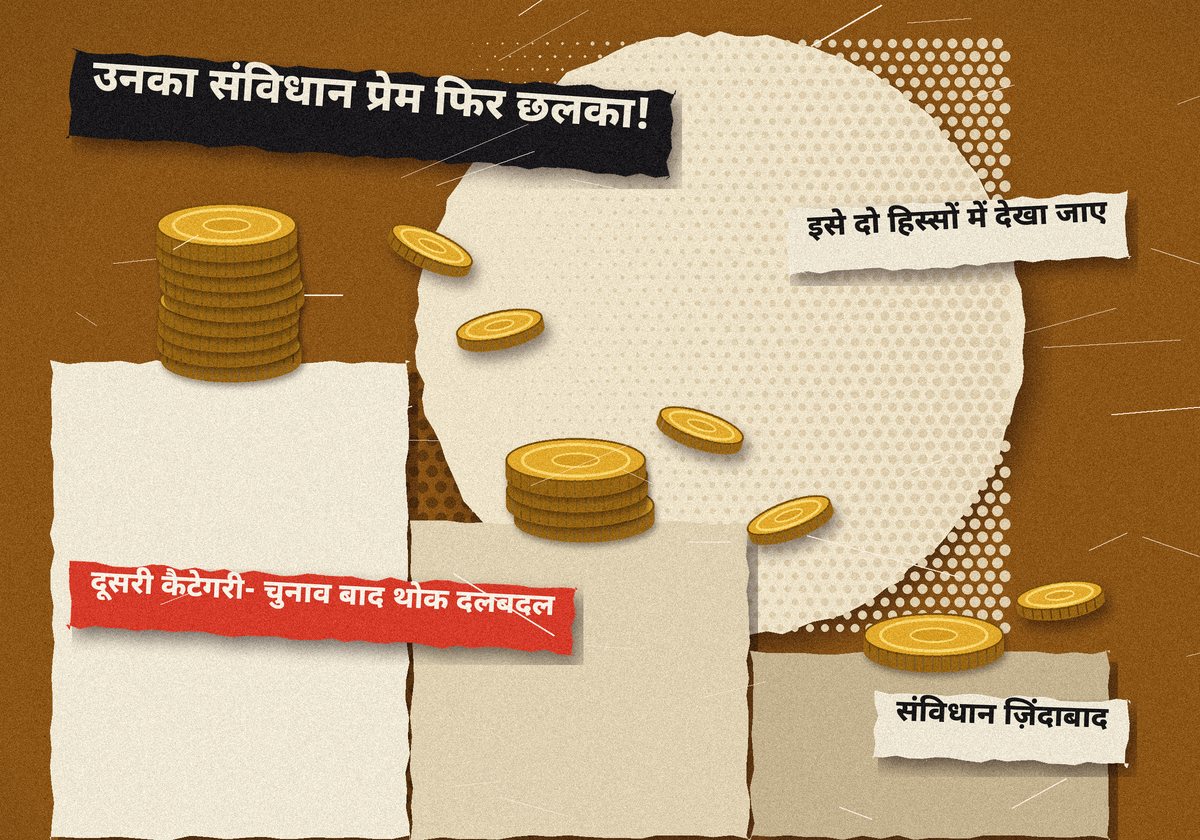 उनका संविधान प्रेम फिर छलका!
इसे दो हिस्सों में देखा जाए
दूसरी कैटेगरी- चुनाव बाद थोक दलबदल
संविधान ज़िंदाबाद